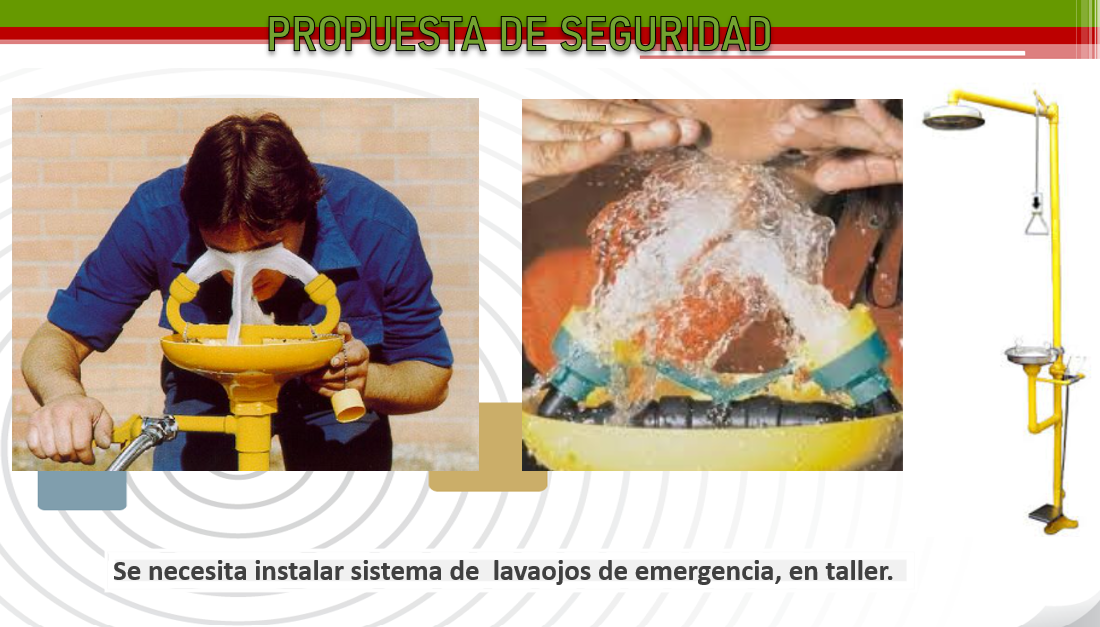 PROPUESTA DE SEGURIDAD
Se necesita instalar sistema de  lavaojos de emergencia, en taller.